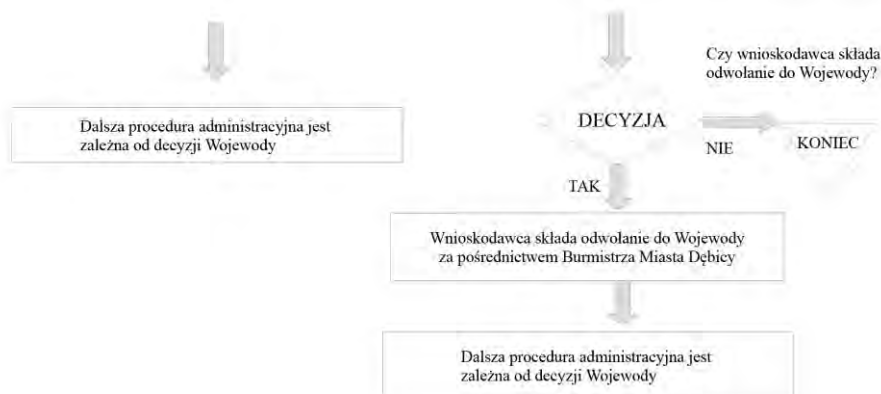 Czy wnioskodawca składa
odwołanie do Wojewody?
Dalsza procedura administracyjna jest
zależna od decyzji Wojewody
DECYZJA
NIE
KONIEC
TAK
Wnioskodawca składa odwołanie do Wojewody
za pośrednictwem Burmistrza Miasta Dębicy
Dalsza procedura administracyjna jest
zależna od decyzji Wojewody